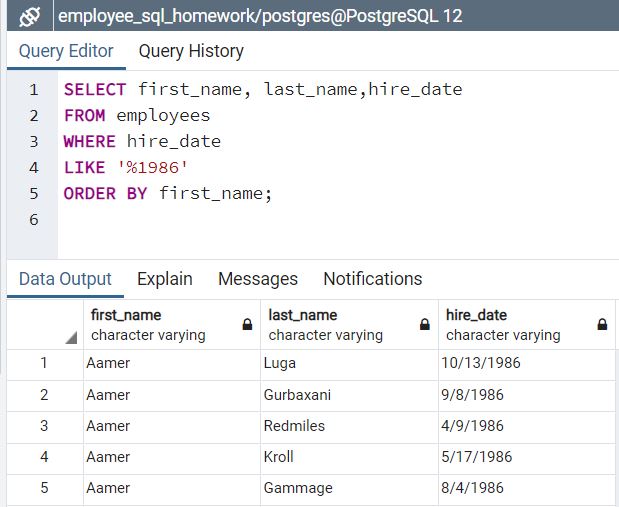 employee_sql_homework/postgres@PostgreSQL 12
Query Editor Query History
1 SELECT first_name, last_name,hire_date
2 FROM employees
3 WHERE hire_date
4 LIKE '%1986'
5 ORDER BY first_name;
6
Data Output Explain Messages Notifications
first_name last_name hire_date
character varying character varying character varying
1 Aamer Luga 10/13/1986
2 Aamer Gurbaxani 9/8/1986
3 Aamer Redmiles 4/9/1986
4 Aamer Kroll 5/17/1986
5 Aamer Gammage 8/4/1986